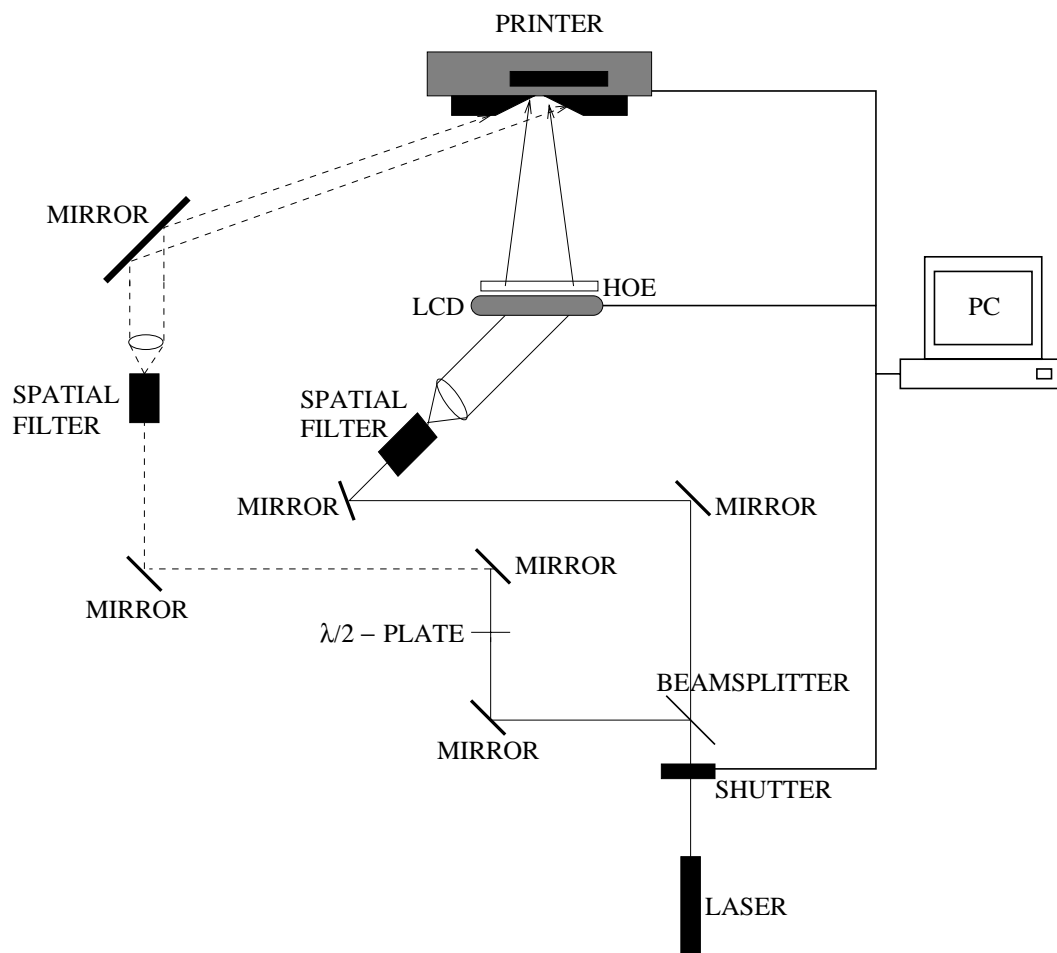 PRINTER
MIRROR
HOE
LCD
PC
SPATIAL
FILTER
SPATIAL
FILTER
MIRROR
MIRROR
MIRROR
MIRROR
λ/2 – PLATE
BEAMSPLITTER
MIRROR
SHUTTER
LASER